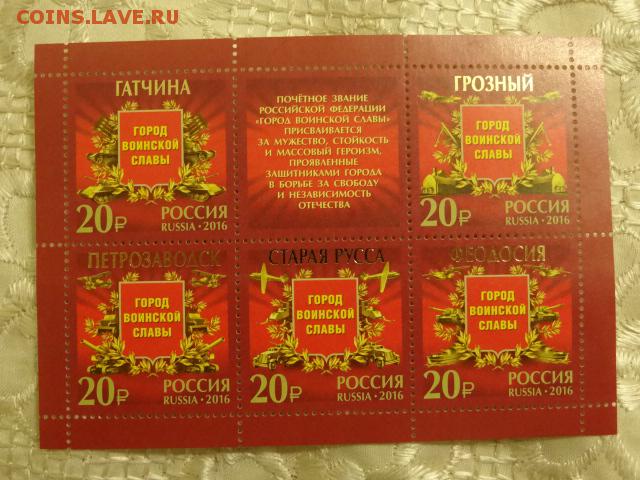 COINS.LAVE.RU
ГАТЧИНА
ГОРОД
ВОИНСКОЙ
СЛАВЫ
20₽
РОССИЯ
RUSSIA • 2016
ПОЧЁТНОЕ ЗВАНИЕ
РОССИЙСКОЙ ФЕДЕРАЦИИ
«ГОРОД ВОИНСКОЙ СЛАВЫ»
ПРИСВАИВАЕТСЯ
ЗА МУЖЕСТВО, СТОЙКОСТЬ
И МАССОВЫЙ ГЕРОИЗМ,
ПРОЯВЛЕННЫЕ
ЗАЩИТНИКАМИ ГОРОДА
В БОРЬБЕ ЗА СВОБОДУ
И НЕЗАВИСИМОСТЬ
ОТЕЧЕСТВА
ГРОЗНЫЙ
ГОРОД
ВОИНСКОЙ
СЛАВЫ
20₽
РОССИЯ
RUSSIA • 2016
ПЕТРОЗАВОДСК
ГОРОД
ВОИНСКОЙ
СЛАВЫ
20₽
РОССИЯ
RUSSIA • 2016
СТАРАЯ РУССА
ГОРОД
ВОИНСКОЙ
СЛАВЫ
20₽
РОССИЯ
RUSSIA • 2016
ФЕОДОСИЯ
ГОРОД
ВОИНСКОЙ
СЛАВЫ
20₽
РОССИЯ
RUSSIA • 2016